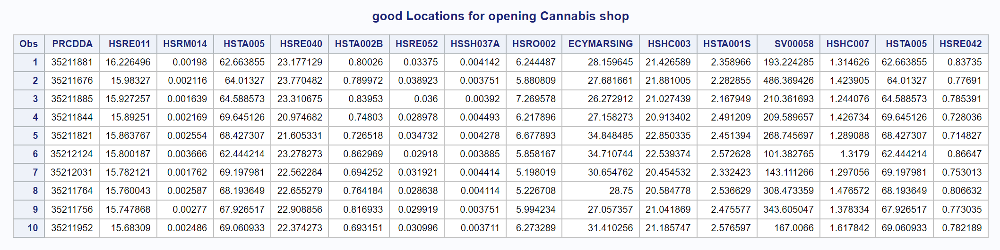 good Locations for opening Cannabis shop
Obs PRCDDA HSRE011 HSRM014 HSTA005 HSRE040 HSTA002B HSRE052 HSSH037A HSRO002 ECYMARSING HSHC003 HSTA001S SV00058 HSHC007 HSTA005 HSRE042
1 35211881 16.226496 0.00198 62.663855 23.177129 0.80026 0.03375 0.004142 6.244487 28.159645 21.426589 2.358966 193.224285 1.314626 62.663855 0.83735
2 35211676 15.98327 0.002116 64.01327 23.770482 0.789972 0.038923 0.003751 5.880809 27.681661 21.881005 2.282855 486.369426 1.423905 64.01327 0.77691
3 35211885 15.927257 0.001639 64.588573 23.310675 0.83953 0.036 0.00392 7.269578 26.272912 21.027439 2.167949 210.361693 1.244076 64.588573 0.785391
4 35211844 15.89251 0.002169 69.645126 20.974682 0.74803 0.028978 0.004493 6.217896 27.158273 20.913402 2.491209 209.589657 1.426734 69.645126 0.728036
5 35211821 15.863767 0.002554 68.427307 21.605331 0.726518 0.034732 0.004278 6.677893 34.848485 22.850335 2.451394 268.745697 1.289088 68.427307 0.714827
6 35212124 15.800187 0.003666 62.444214 23.278273 0.862969 0.02918 0.003885 5.858167 34.710744 22.539374 2.572628 101.382765 1.3179 62.444214 0.86647
7 35212031 15.782121 0.001762 69.197981 22.562284 0.694252 0.031921 0.004414 5.198019 30.654762 20.454532 2.332423 143.111266 1.297056 69.197981 0.753013
8 35211764 15.760043 0.002587 68.193649 22.655279 0.764184 0.028638 0.004114 5.226708 28.75 20.584778 2.536629 308.473359 1.476572 68.193649 0.806632
9 35211756 15.747868 0.00277 67.926517 22.908856 0.816933 0.029919 0.003751 5.994234 27.057357 21.041869 2.475577 343.605047 1.378334 67.926517 0.773035
10 35211952 15.68309 0.002486 69.060933 22.374273 0.693151 0.030996 0.003711 6.273289 31.410256 21.185747 2.576597 167.0066 1.617842 69.060933 0.782189